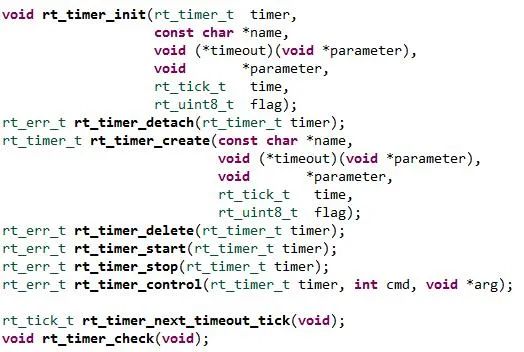 void rt_timer_init(rt_timer_t  timer,
                   const char *name,
                   void (*timeout)(void *parameter),
                   void       *parameter,
                   rt_tick_t   time,
                   rt_uint8_t  flag);
rt_err_t rt_timer_detach(rt_timer_t timer);
rt_timer_t rt_timer_create(const char *name,
                           void (*timeout)(void *parameter),
                           void       *parameter,
                           rt_tick_t   time,
                           rt_uint8_t  flag);
rt_err_t rt_timer_delete(rt_timer_t timer);
rt_err_t rt_timer_start(rt_timer_t timer);
rt_err_t rt_timer_stop(rt_timer_t timer);
rt_err_t rt_timer_control(rt_timer_t timer, int cmd, void *arg);

rt_tick_t rt_timer_next_timeout_tick(void);
void rt_timer_check(void);